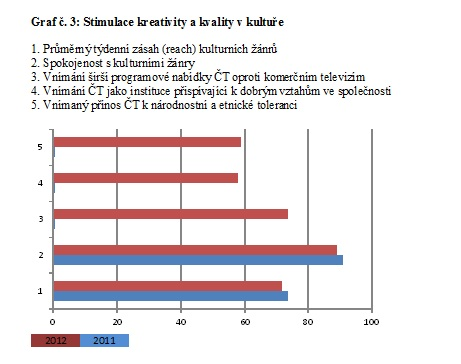 Graf č. 3: Stimulace kreativity a kvality v kultuře
1. Průměrný týdenní zásah (reach) kulturních žánrů
2. Spokojenost s kulturními žánry
3. Vnímání širší programové nabídky ČT oproti komerčním televizím
4. Vnímání ČT jako instituce přispívající k dobrým vztahům ve společnosti
5. Vnímaný přínos ČT k národnostní a etnické toleranci
5
4
3
2
1
0 20 40 60 80 100
2012 2011